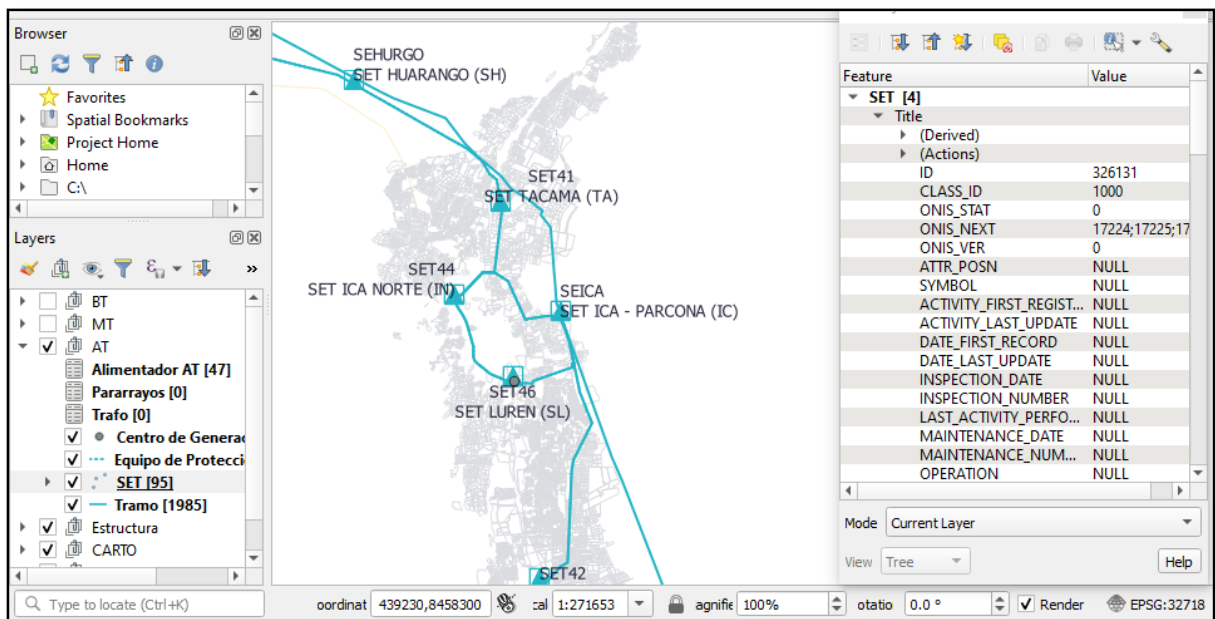 Browser
Favorites
Spatial Bookmarks
Project Home
Home
C:\
Layers
»
BT
MT
AT
Alimentador AT [47]
Pararrayos [0]
Trafo [0]
Centro de Generac
Equipo de Protecci
SET [95]
Tramo [1985]
Estructura
CARTO
SEHURGO
SET HUARANGO (SH)
SET41
SET TACAMA (TA)
SET44
SET ICA NORTE (IN)
SEICA
SET ICA - PARCONA (IC)
SET46
SET LUREN (SL)
SET42
Feature Value
SET [4]
Title
(Derived)
(Actions)
ID 326131
CLASS_ID 1000
ONIS_STAT 0
ONIS_NEXT 17224;17225;17
ONIS_VER 0
ATTR_POSN NULL
SYMBOL NULL
ACTIVITY_FIRST_REGIST... NULL
ACTIVITY_LAST_UPDATE NULL
DATE_FIRST_RECORD NULL
DATE_LAST_UPDATE NULL
INSPECTION_DATE NULL
INSPECTION_NUMBER NULL
LAST_ACTIVITY_PERFO... NULL
MAINTENANCE_DATE NULL
MAINTENANCE_NUM... NULL
OPERATION NULL
Mode Current Layer
View Tree Help
Type to locate (Ctrl+K) oordinat 439230,8458300 :al 1:271653 agnifie 100% otatio 0.0 ° Render EPSG:32718